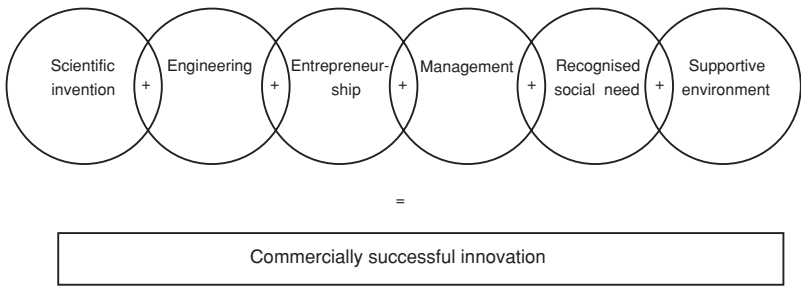 Scientific
invention
+
Engineering
+
Entrepreneur-
ship
+
Management
+
Recognised
social need
+
Supportive
environment
=
Commercially successful innovation